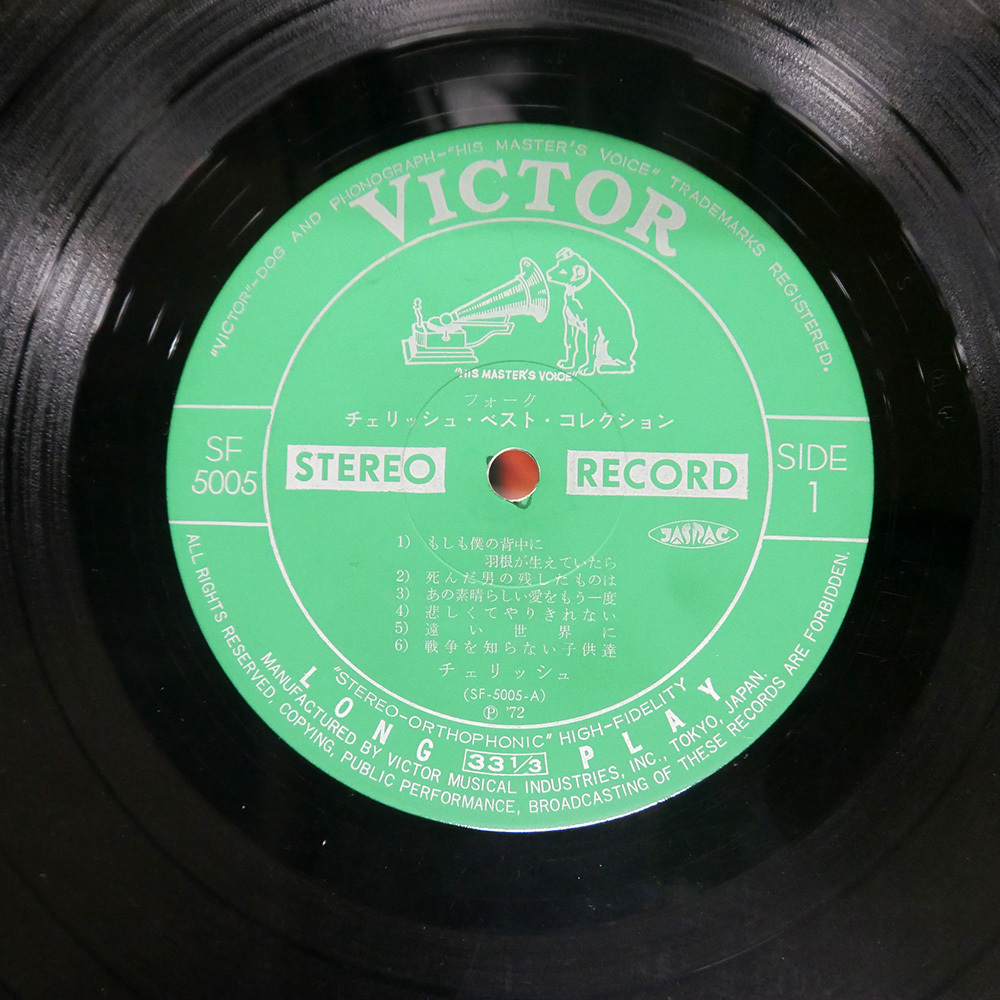 "VICTOR"-DOG AND PHONOGRAPH-"HIS MASTER'S VOICE" TRADEMARKS REGISTERED.
VICTOR
"HIS MASTER'S VOICE"
フォーク
チェリッシュ・ベスト・コレクション
SF
5005
STEREO
RECORD
SIDE
1
JASRAC
1) もしも僕の背中に
羽根が生えていたら
2) 死んだ男の残したものは
3) あの素晴らしい愛をもう一度
4) 悲しくてやりきれない
5) 遠い世界に
6) 戦争を知らない子供達
チェリッシュ
(SF-5005-A)
Ⓟ '72
"STEREO-ORTHOPHONIC" HIGH-FIDELITY
LONG 33 1/3 PLAY
MANUFACTURED BY VICTOR MUSICAL INDUSTRIES, INC., TOKYO, JAPAN.
ALL RIGHTS RESERVED, COPYING, PUBLIC PERFORMANCE, BROADCASTING OF THESE RECORDS ARE FORBIDDEN.